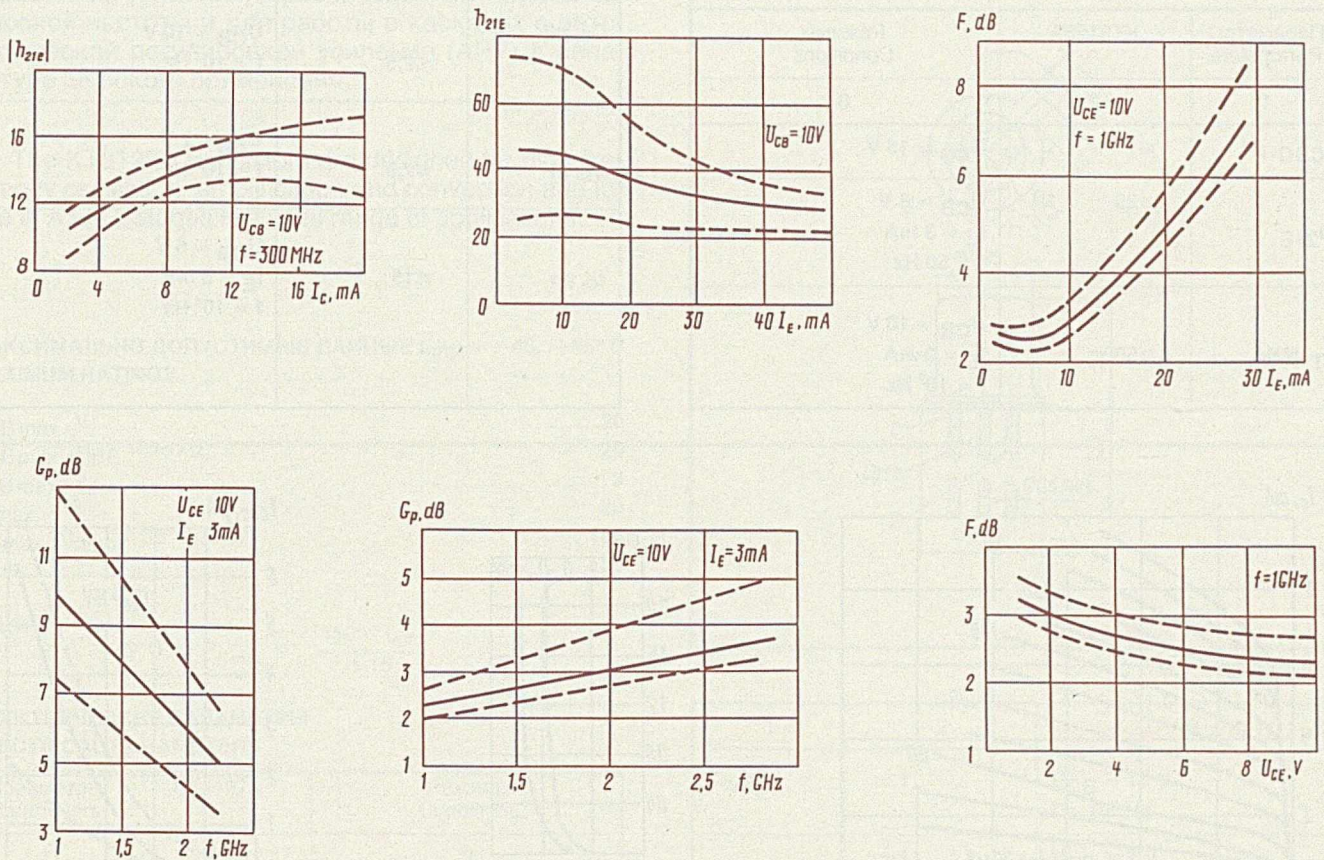 |h21e|
16
12
8
UCB=10V
f=300MHz
0 4 8 12 16 IC, mA
h21E
60
40
20
0
UCB=10V
10 20 30 40 IE, mA
F, dB
8
6
4
2
UCE=10V
f=1GHz
0 10 20 30 IE, mA
Gp, dB
11
9
7
5
3
UCE 10V
IE 3mA
1 1,5 2 f, GHz
Gp, dB
5
4
3
2
1
UCE=10V IE=3mA
1 1,5 2 2,5 f, GHz
F, dB
3
2
1
f=1GHz
2 4 6 8 UCE, V